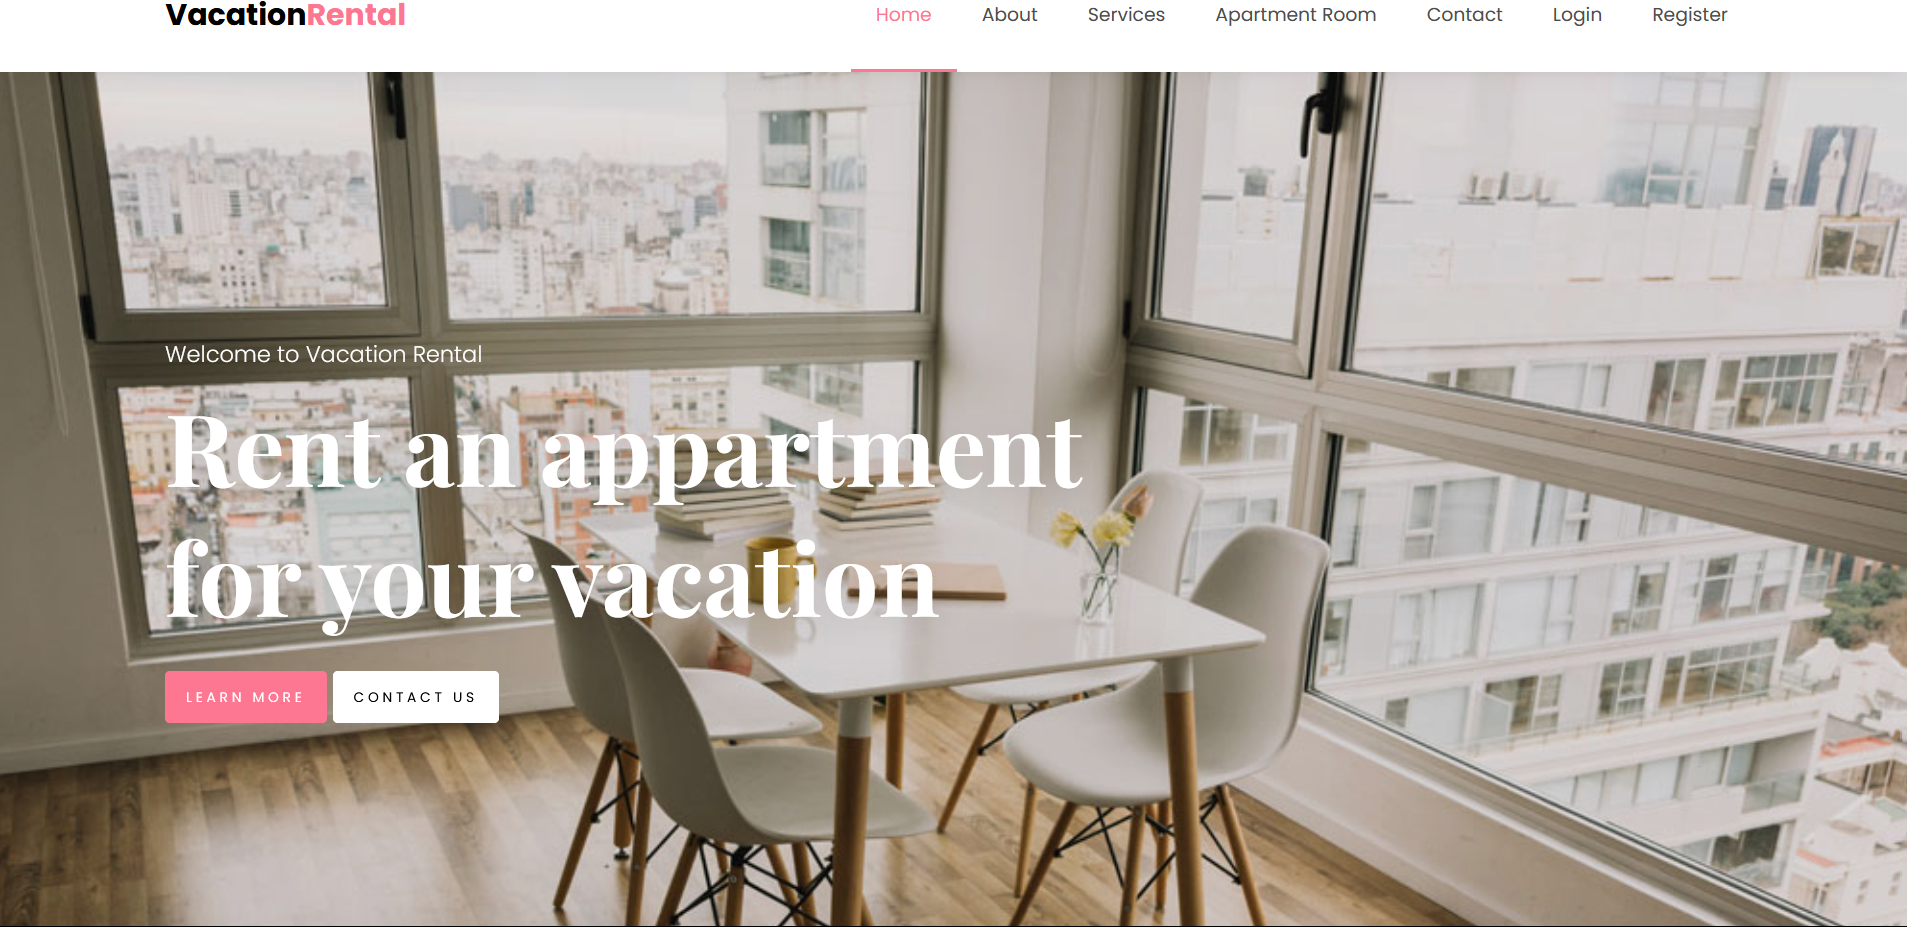 VacationRental
Home About Services Apartment Room Contact Login Register
Welcome to Vacation Rental
Rent an appartment
for your vacation
LEARN MORE CONTACT US